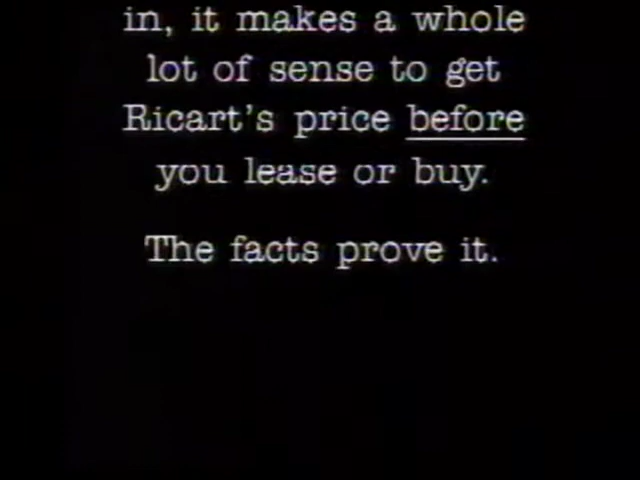 in, it makes a whole
lot of sense to get
Ricart's price before
you lease or buy.
The facts prove it.